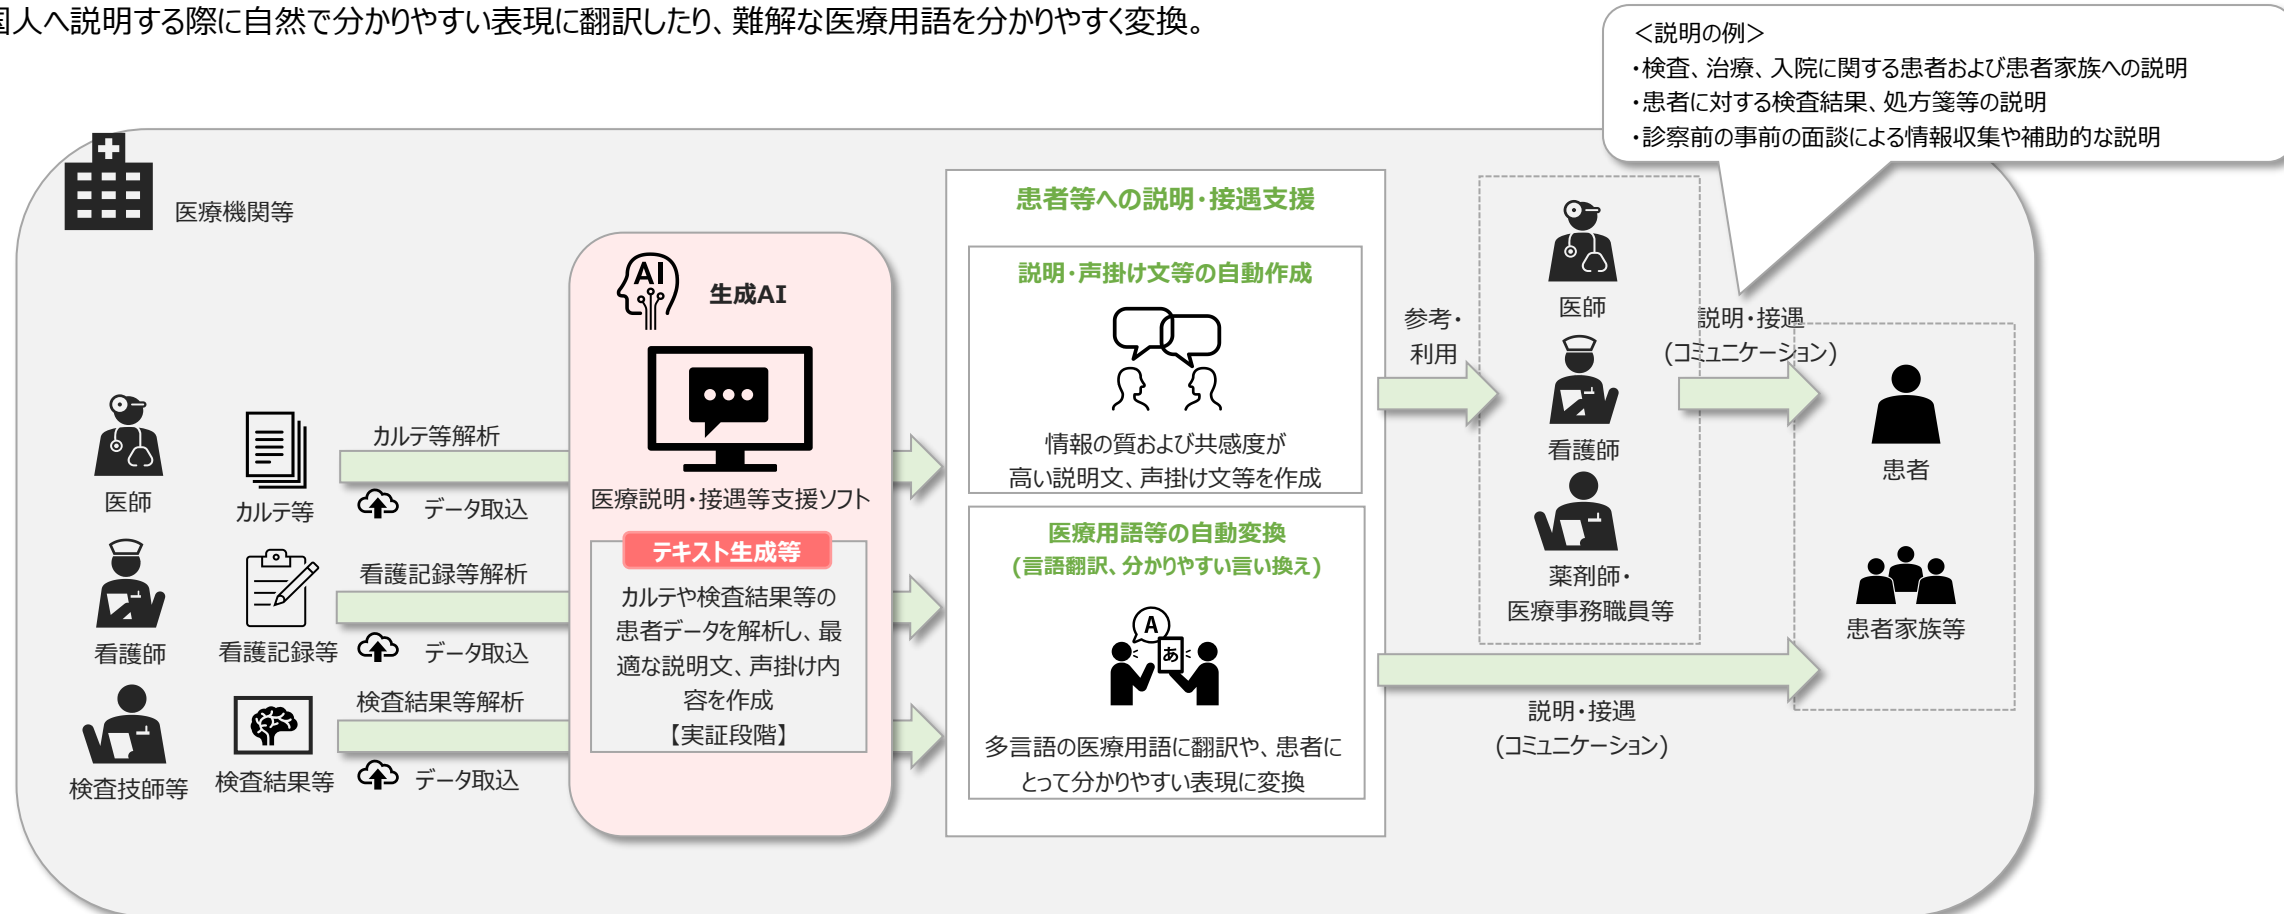 国人へ説明する際に自然で分かりやすい表現に翻訳したり、難解な医療用語を分かりやすく変換。
＜説明の例＞
・検査、治療、入院に関する患者および患者家族への説明
・患者に対する検査結果、処方箋等の説明
・診察前の事前の面談による情報収集や補助的な説明
医療機関等
医師
カルテ等
カルテ等解析
データ取込
看護師
看護記録等
看護記録等解析
データ取込
検査技師等
検査結果等
検査結果等解析
データ取込
AI
生成AI
医療説明・接遇等支援ソフト
テキスト生成等
カルテや検査結果等の
患者データを解析し、最
適な説明文、声掛け内
容を作成
【実証段階】
患者等への説明・接遇支援
説明・声掛け文等の自動作成
情報の質および共感度が
高い説明文、声掛け文等を作成
医療用語等の自動変換
(言語翻訳、分かりやすい言い換え)
A
あ
多言語の医療用語に翻訳や、患者に
とって分かりやすい表現に変換
参考・
利用
医師
看護師
薬剤師・
医療事務職員等
説明・接遇
(コミュニケーション)
説明・接遇
(コミュニケーション)
患者
患者家族等